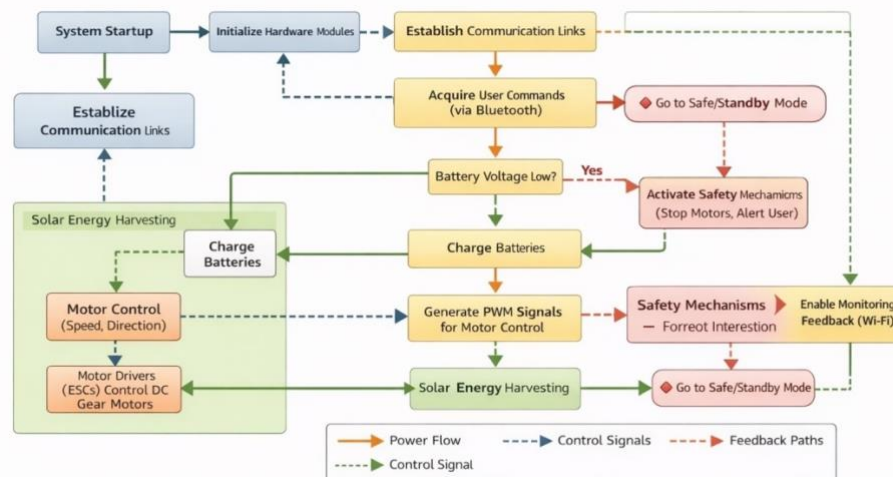 System Startup
Initialize Hardware Modules
Establish Communication Links
Establize
Communication Links
Acquire User Commands
(via Bluetooth)
Go to Safe/Standby Mode
Battery Voltage Low?
Yes
Activate Safety Mechamicms
(Stop Motors, Alert User)
Solar Energy Harvesting
Charge
Batteries
Charge Batteries
Motor Control
(Speed, Direction)
Generate PWM Signals
for Motor Control
Safety Mechanisms
— Forreot Interestion
Enable Monitoring
Feedback (Wi-Fi)
Motor Drivers
(ESCs) Control DC
Gear Motors
Solar Energy Harvesting
Go to Safe/Standby Mode
Power Flow
Control Signals
Feedback Paths
Control Signal